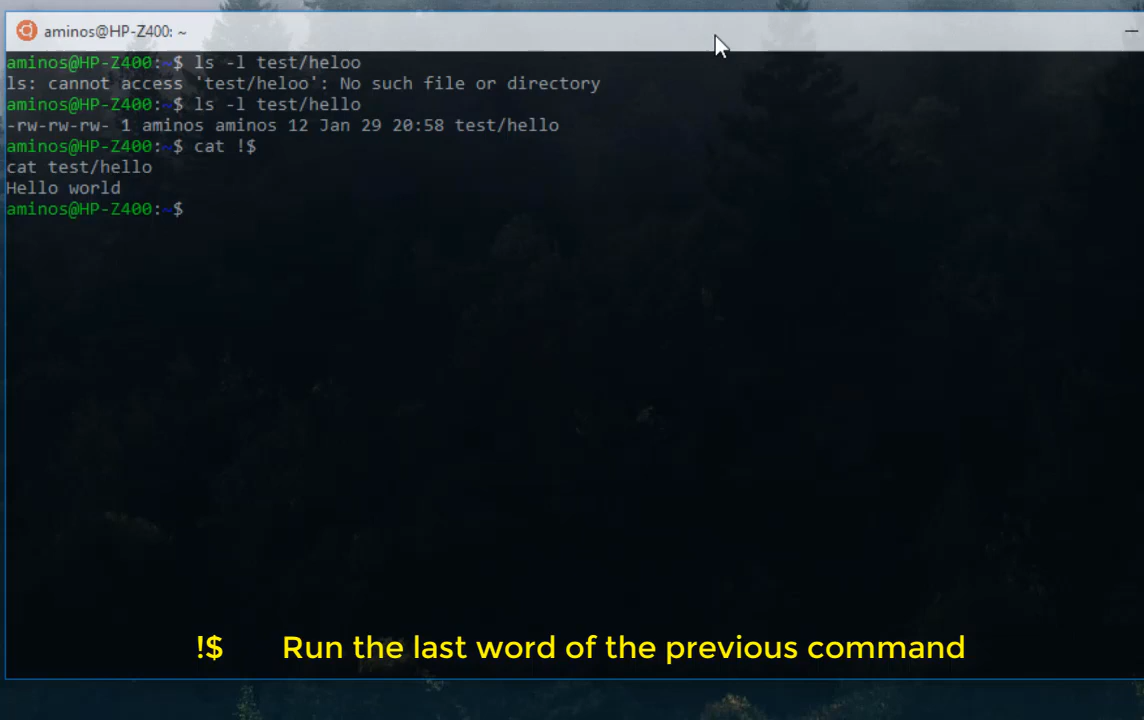 aminos@HP-Z400: ~
aminos@HP-Z400:~$ ls -l test/heloo
ls: cannot access 'test/heloo': No such file or directory
aminos@HP-Z400:~$ ls -l test/hello
-rw-rw-rw- 1 aminos aminos 12 Jan 29 20:58 test/hello
aminos@HP-Z400:~$ cat !$
cat test/hello
Hello world
aminos@HP-Z400:~$
!$ Run the last word of the previous command